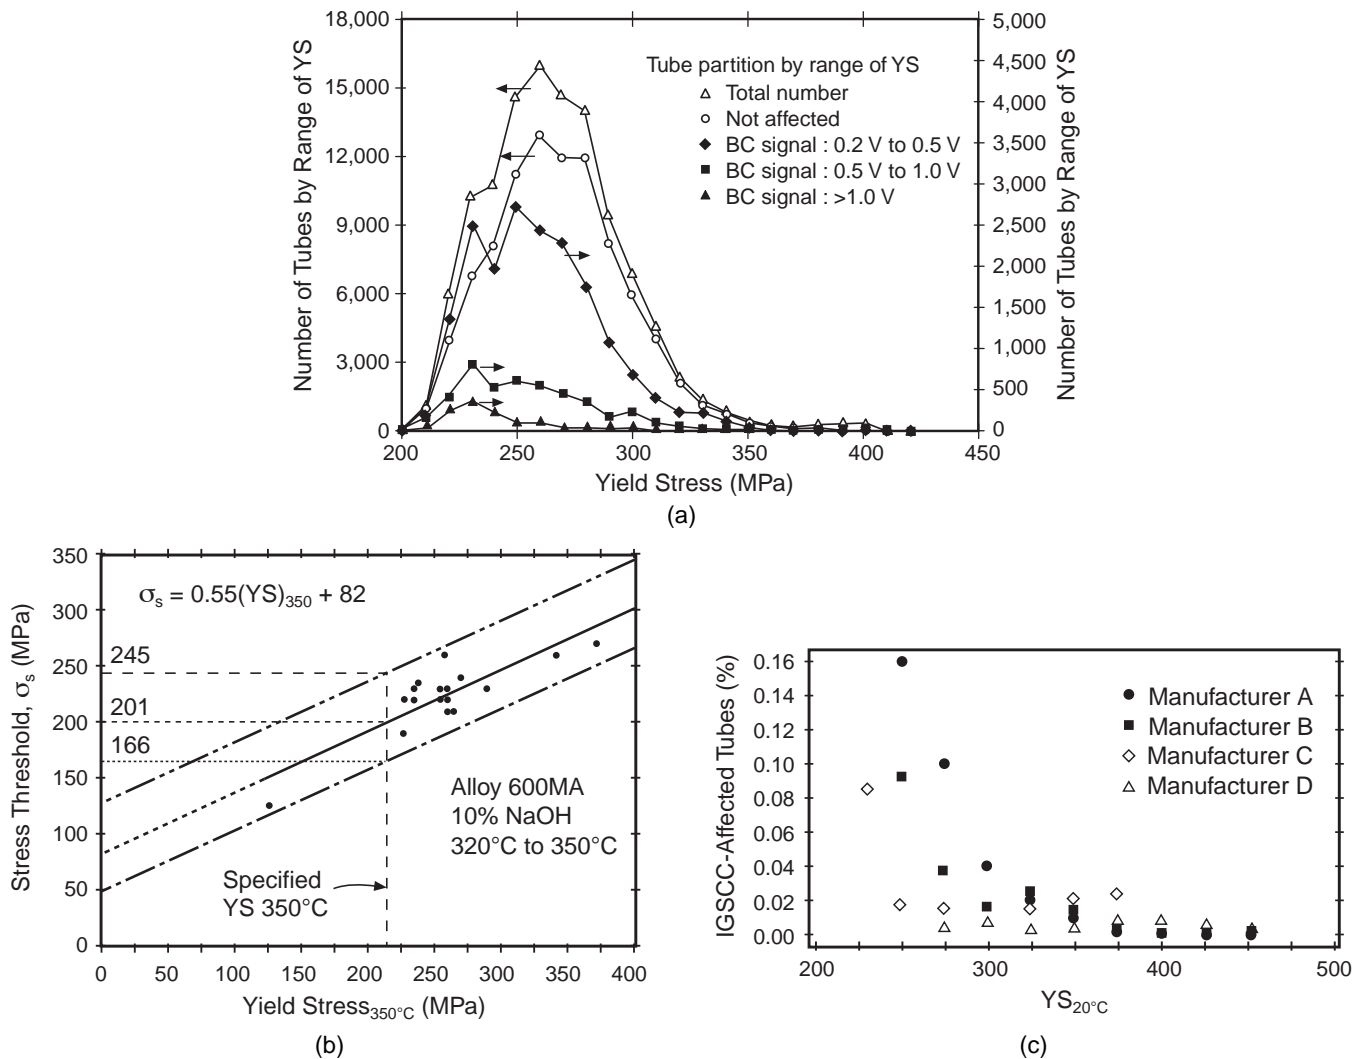 18,000
15,000
12,000
9,000
6,000
3,000
0
Number of Tubes by Range of YS
5,000
4,500
4,000
3,500
3,000
2,500
2,000
1,500
1,000
500
0
Number of Tubes by Range of YS
Tube partition by range of YS
Total number
Not affected
BC signal : 0.2 V to 0.5 V
BC signal : 0.5 V to 1.0 V
BC signal : >1.0 V
200 250 300 350 400 450
Yield Stress (MPa)
(a)
350
300
250
200
150
100
50
0
Stress Threshold, σs (MPa)
σs = 0.55(YS)350 + 82
245
201
166
Alloy 600MA
10% NaOH
320°C to 350°C
Specified
YS 350°C
0 50 100 150 200 250 300 350 400
Yield Stress350°C (MPa)
(b)
0.16
0.14
0.12
0.10
0.08
0.06
0.04
0.02
0.00
IGSCC-Affected Tubes (%)
Manufacturer A
Manufacturer B
Manufacturer C
Manufacturer D
200 300 400 500
YS20°C
(c)